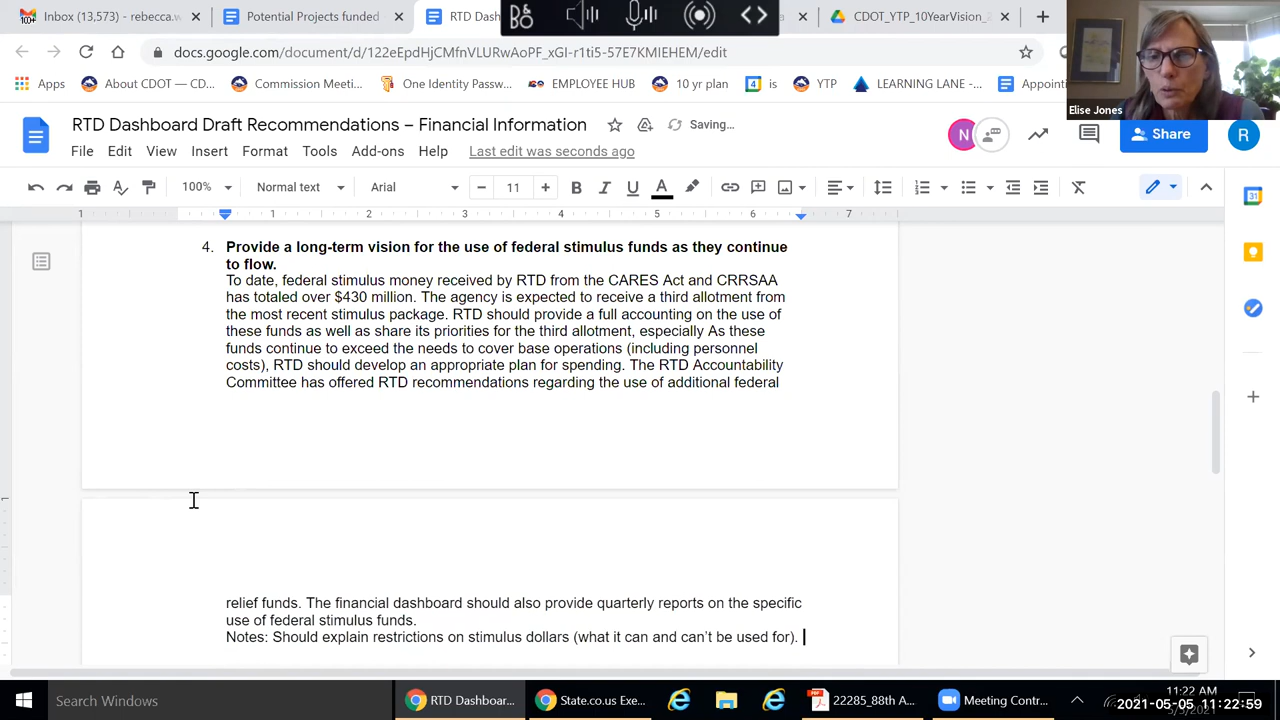 Inbox (13,573) - rebecca.
Potential Projects funded
RTD Dash
CDOT_YTP_10YearVision_
docs.google.com/document/d/122eEpdHjCMfnVLURwAoPF_xGI-r1ti5-57E7KMIEHEM/edit
Apps
About CDOT — CD...
Commission Meeti...
One Identity Passw...
EMPLOYEE HUB
10 yr plan
is
YTP
LEARNING LANE -...
Appointi
Elise Jones
RTD Dashboard Draft Recommendations – Financial Information
Saving...
N
Share
R
File Edit View Insert Format Tools Add-ons Help Last edit was seconds ago
100% Normal text Arial 11
1 1 2 3 4 5 6 7
4. Provide a long-term vision for the use of federal stimulus funds as they continue
to flow.
To date, federal stimulus money received by RTD from the CARES Act and CRRSAA
has totaled over $430 million. The agency is expected to receive a third allotment from
the most recent stimulus package. RTD should provide a full accounting on the use of
these funds as well as share its priorities for the third allotment, especially As these
funds continue to exceed the needs to cover base operations (including personnel
costs), RTD should develop an appropriate plan for spending. The RTD Accountability
Committee has offered RTD recommendations regarding the use of additional federal
relief funds. The financial dashboard should also provide quarterly reports on the specific
use of federal stimulus funds.
Notes: Should explain restrictions on stimulus dollars (what it can and can't be used for).
Search Windows
RTD Dashboar...
State.co.us Exe...
22285_88th A...
Meeting Contr...
11:22 AM
2021-05-05 11:22:59